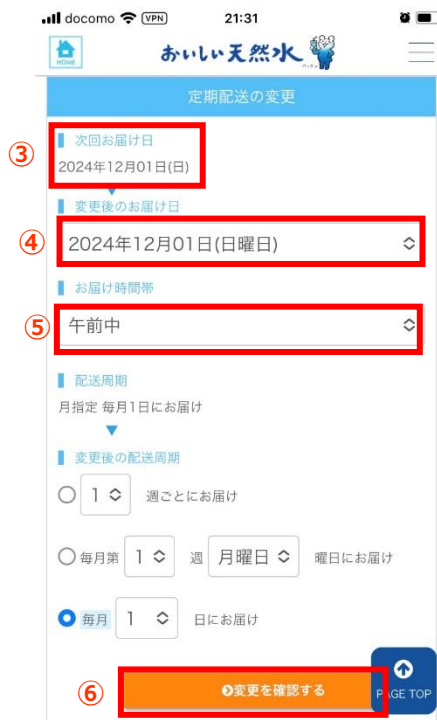 docomo VPN 21:31
HOME おいしい天然水
定期配送の変更
③ 次回お届け日
2024年12月01日(日)
変更後のお届け日
④ 2024年12月01日(日曜日)
お届け時間帯
⑤ 午前中
配送周期
月指定 毎月1日にお届け
変更後の配送周期
1 週ごとにお届け
毎月第 1 週 月曜日 曜日にお届け
毎月 1 日にお届け
⑥ 変更を確認する
PAGE TOP